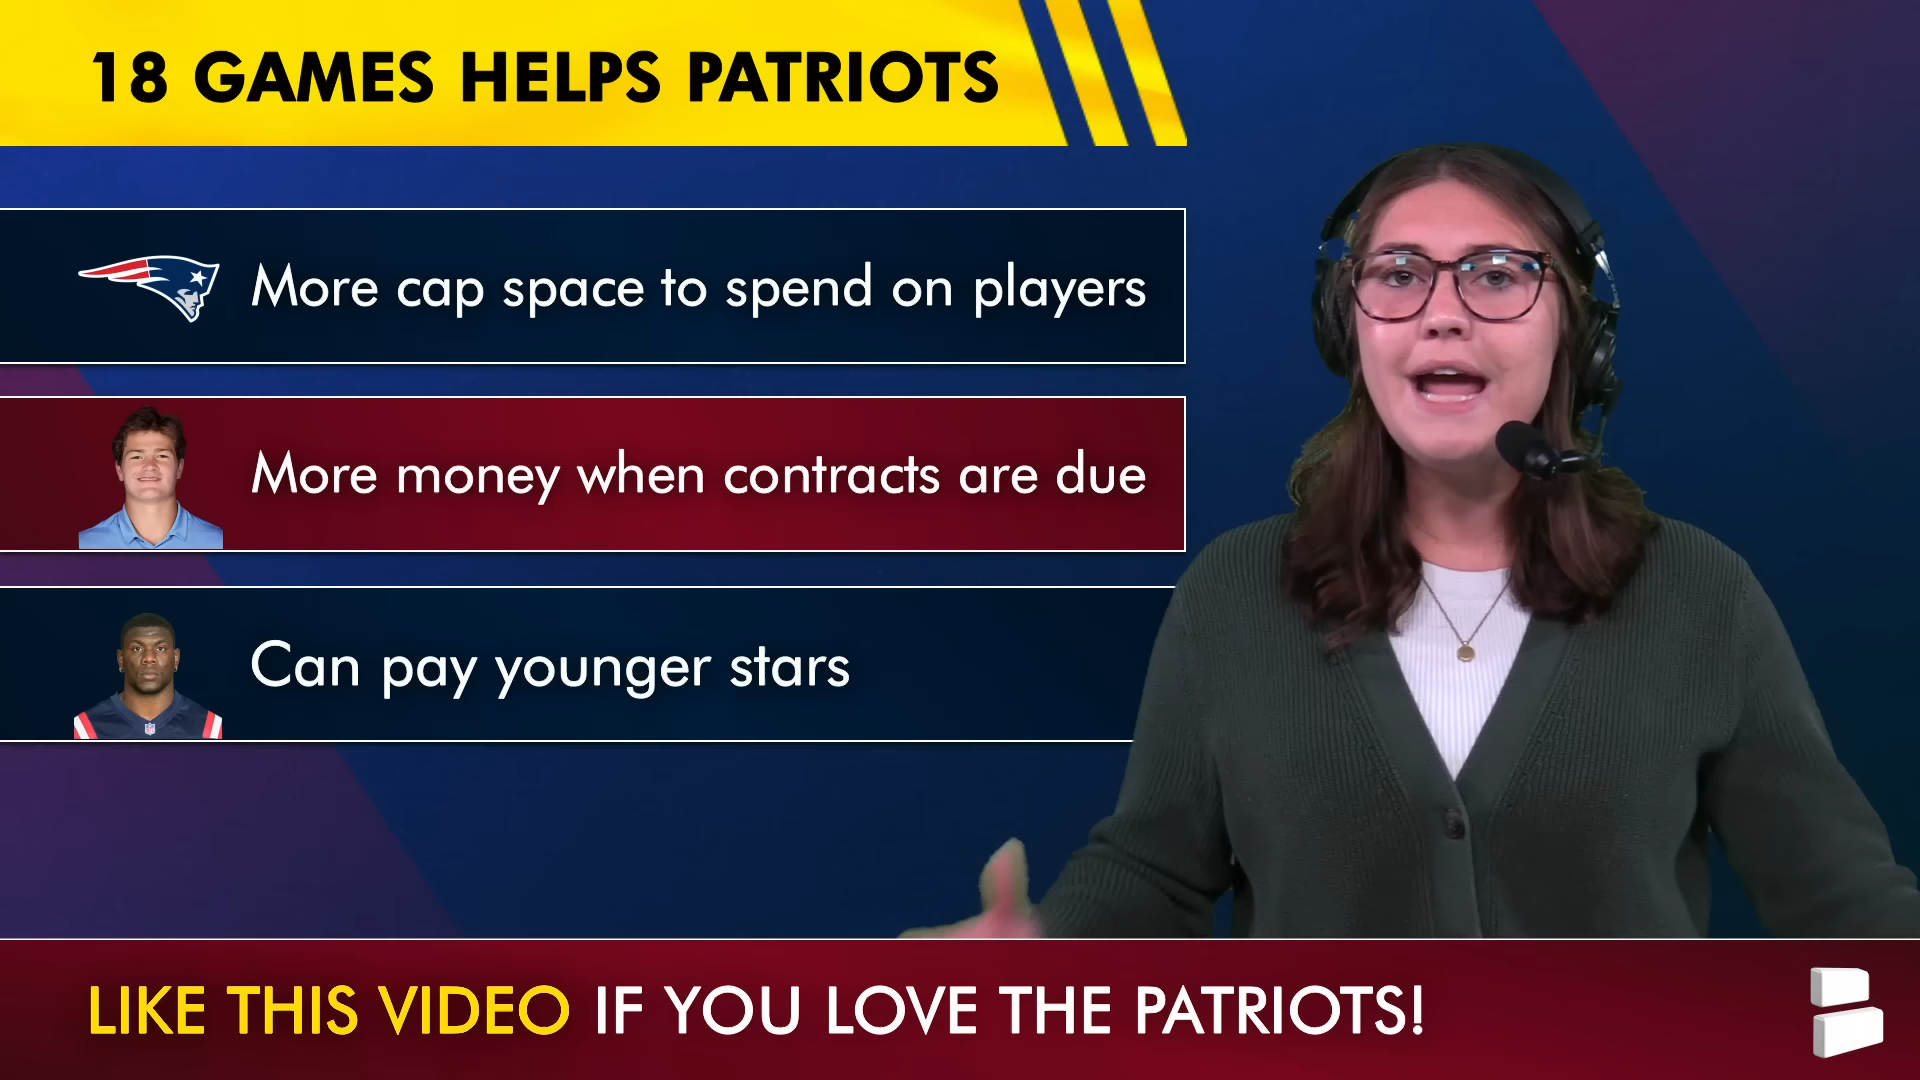 18 GAMES HELPS PATRIOTS
More cap space to spend on players
More money when contracts are due
Can pay younger stars
LIKE THIS VIDEO IF YOU LOVE THE PATRIOTS!